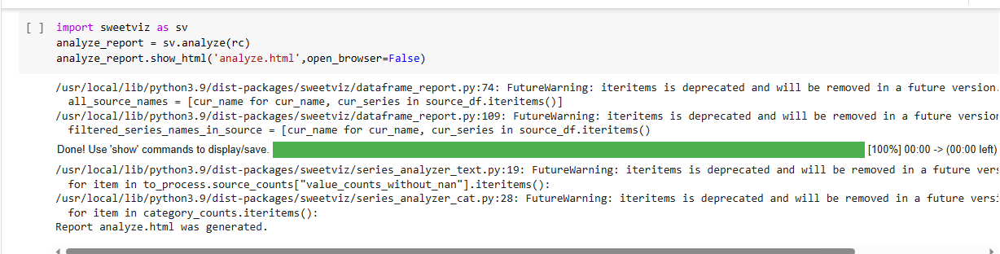 [ ] import sweetviz as sv
analyze_report = sv.analyze(rc)
analyze_report.show_html('analyze.html',open_browser=False)
/usr/local/lib/python3.9/dist-packages/sweetviz/dataframe_report.py:74: FutureWarning: iteritems is deprecated and will be removed in a future version.
all_source_names = [cur_name for cur_name, cur_series in source_df.iteritems()]
/usr/local/lib/python3.9/dist-packages/sweetviz/dataframe_report.py:109: FutureWarning: iteritems is deprecated and will be removed in a future version
filtered_series_names_in_source = [cur_name for cur_name, cur_series in source_df.iteritems()
Done! Use 'show' commands to display/save. [100%] 00:00 -> (00:00 left)
/usr/local/lib/python3.9/dist-packages/sweetviz/series_analyzer_text.py:19: FutureWarning: iteritems is deprecated and will be removed in a future vers
for item in to_process.source_counts["value_counts_without_nan"].iteritems():
/usr/local/lib/python3.9/dist-packages/sweetviz/series_analyzer_cat.py:28: FutureWarning: iteritems is deprecated and will be removed in a future versi
for item in category_counts.iteritems():
Report analyze.html was generated.